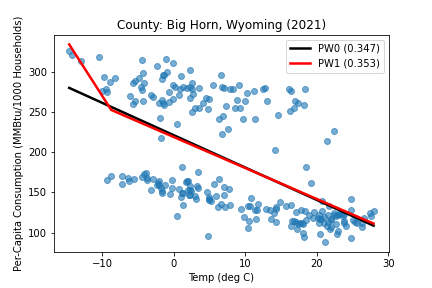 County: Big Horn, Wyoming (2021)
PW0 (0.347)
PW1 (0.353)
Per-Capita Consumption (MMBtu/1000 Households)
300
250
200
150
100
−10 0 10 20 30
Temp (deg C)